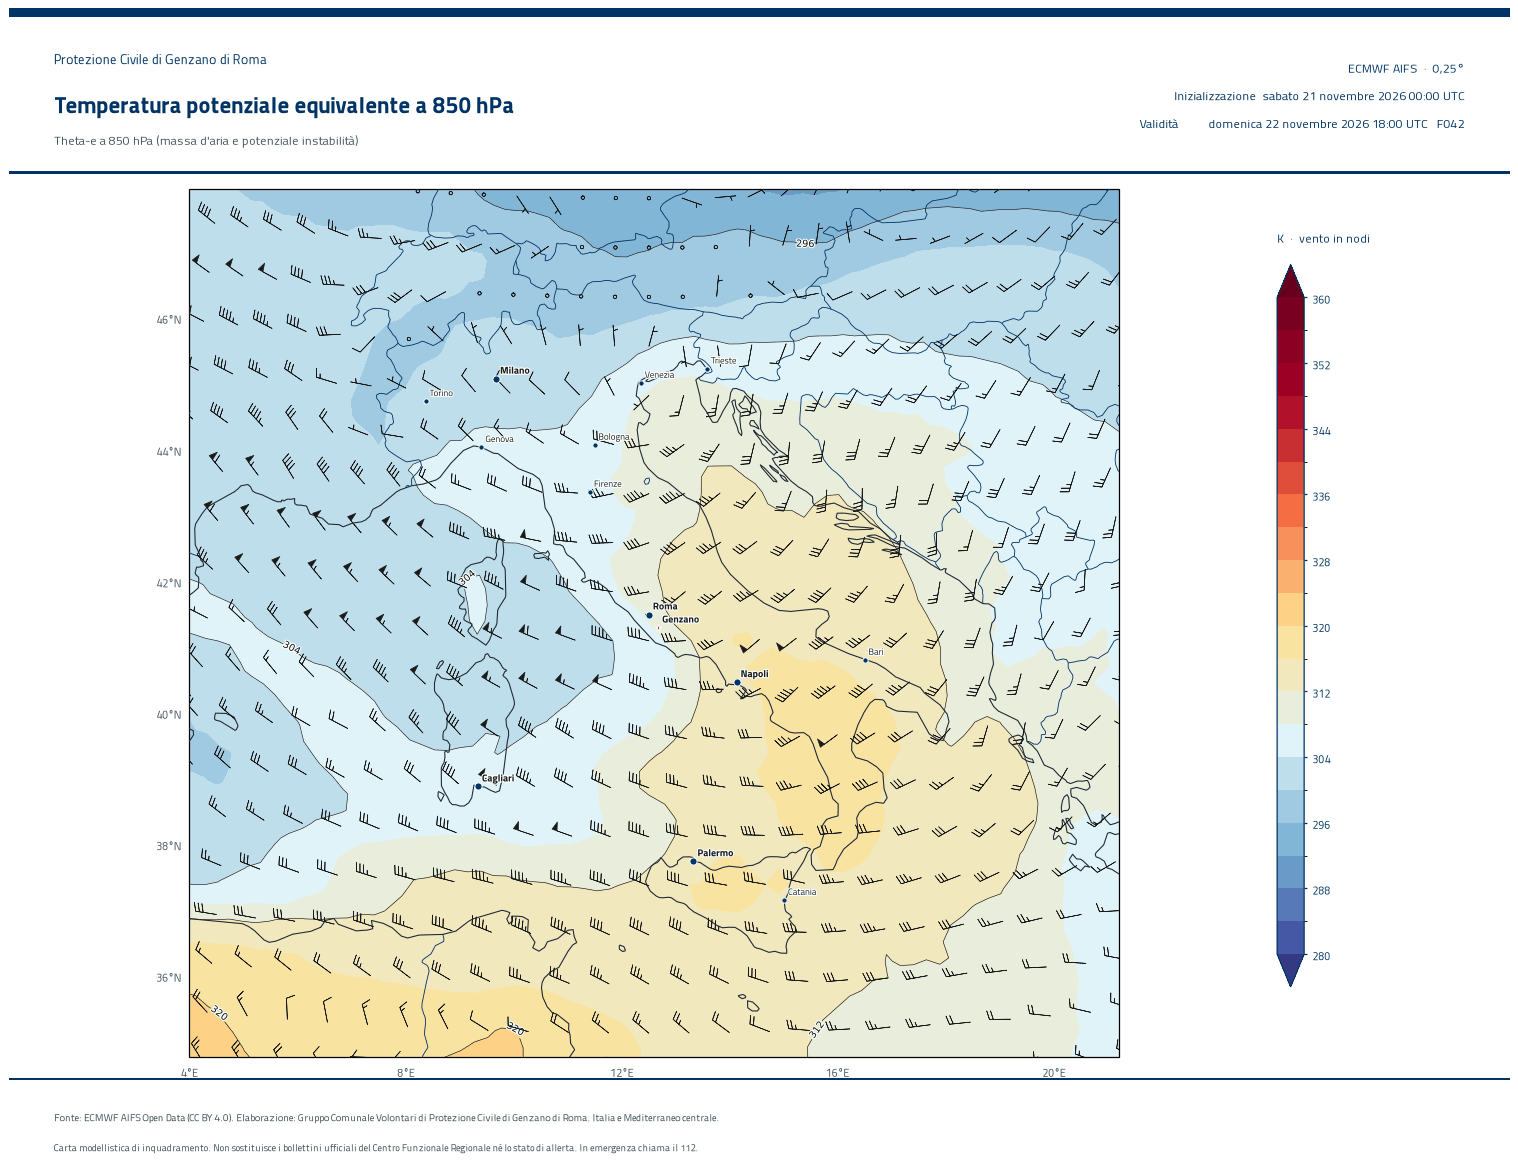 Protezione Civile di Genzano di Roma
Temperatura potenziale equivalente a 850 hPa
Theta-e a 850 hPa (massa d'aria e potenziale instabilità)
ECMWF AIFS · 0,25°
Inizializzazione sabato 21 novembre 2026 00:00 UTC
Validità domenica 22 novembre 2026 18:00 UTC F042
K · vento in nodi
296
46°N
44°N
42°N
40°N
38°N
36°N
4°E
8°E
12°E
16°E
20°E
Trieste
Venezia
Milano
Torino
Genova
Bologna
Firenze
304
Roma
Genzano
304
Bari
Napoli
Cagliari
Palermo
Catania
320
320
312
360
352
344
336
328
320
312
304
296
288
280
Fonte: ECMWF AIFS Open Data (CC BY 4.0). Elaborazione: Gruppo Comunale Volontari di Protezione Civile di Genzano di Roma. Italia e Mediterraneo centrale.
Carta modellistica di inquadramento. Non sostituisce i bollettini ufficiali del Centro Funzionale Regionale né lo stato di allerta. In emergenza chiama il 112.